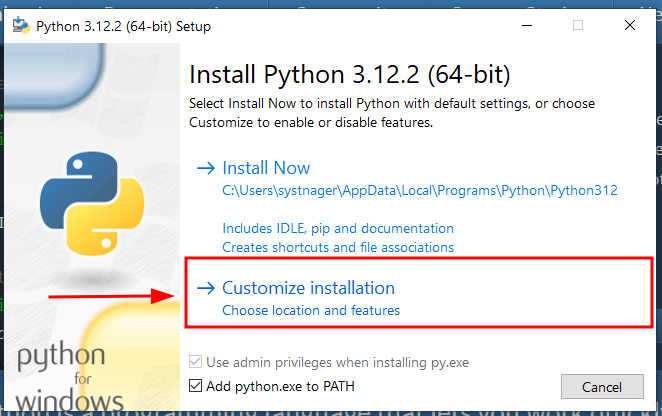 Python 3.12.2 (64-bit) Setup
Install Python 3.12.2 (64-bit)
Select Install Now to install Python with default settings, or choose
Customize to enable or disable features.
Install Now
C:\Users\systnager\AppData\Local\Programs\Python\Python312
Includes IDLE, pip and documentation
Creates shortcuts and file associations
Customize installation
Choose location and features
python
for
windows
Use admin privileges when installing py.exe
Add python.exe to PATH
Cancel